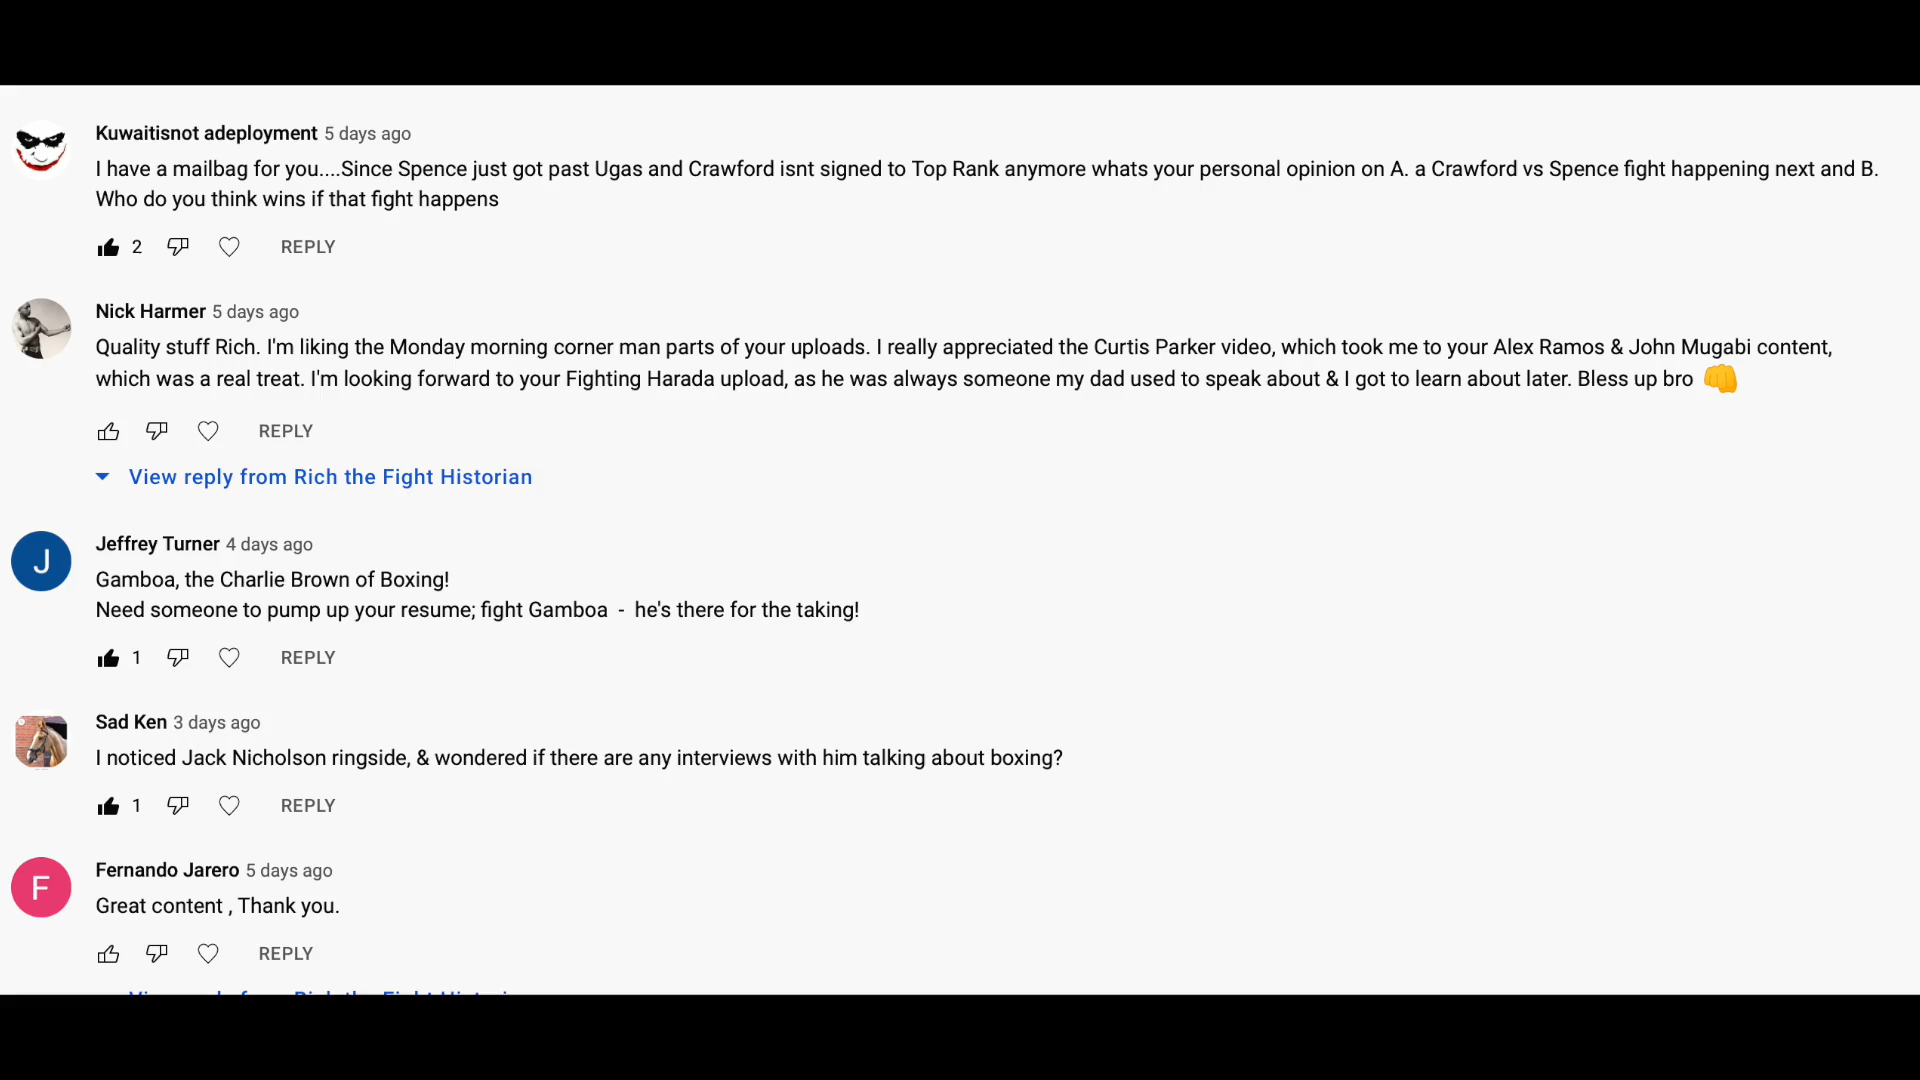 Kuwaitisnot adeployment 5 days ago
I have a mailbag for you....Since Spence just got past Ugas and Crawford isnt signed to Top Rank anymore whats your personal opinion on A. a Crawford vs Spence fight happening next and B.
Who do you think wins if that fight happens
2 REPLY
Nick Harmer 5 days ago
Quality stuff Rich. I'm liking the Monday morning corner man parts of your uploads. I really appreciated the Curtis Parker video, which took me to your Alex Ramos & John Mugabi content,
which was a real treat. I'm looking forward to your Fighting Harada upload, as he was always someone my dad used to speak about & I got to learn about later. Bless up bro 👊
REPLY
View reply from Rich the Fight Historian
J
Jeffrey Turner 4 days ago
Gamboa, the Charlie Brown of Boxing!
Need someone to pump up your resume; fight Gamboa - he's there for the taking!
1 REPLY
Sad Ken 3 days ago
I noticed Jack Nicholson ringside, & wondered if there are any interviews with him talking about boxing?
1 REPLY
F
Fernando Jarero 5 days ago
Great content , Thank you.
REPLY